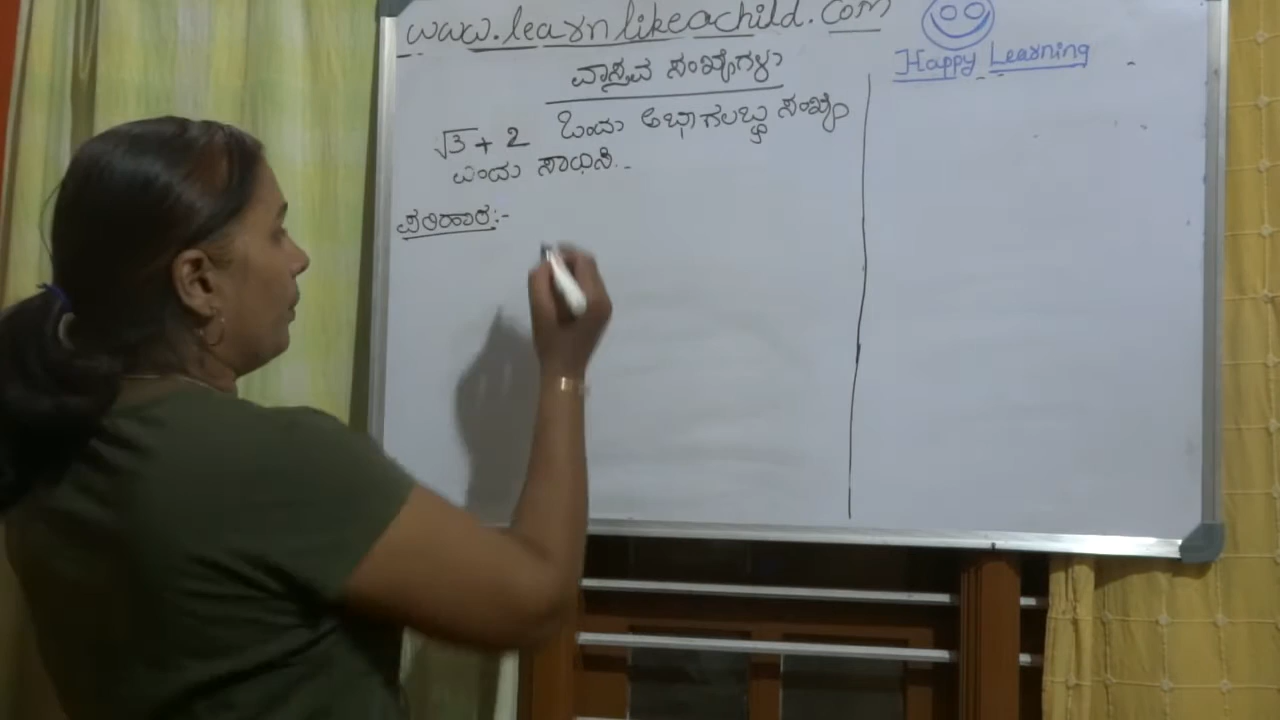 www.learnlikeachild.com
Happy Learning
ವಾಸ್ತವ ಸಂಖ್ಯೆಗಳು
√3 + 2 ಒಂದು ಅಭಾಗಲಬ್ಧ ಸಂಖ್ಯೆ
ಎಂದು ಸಾಧಿಸಿ.
ಪರಿಹಾರ:-